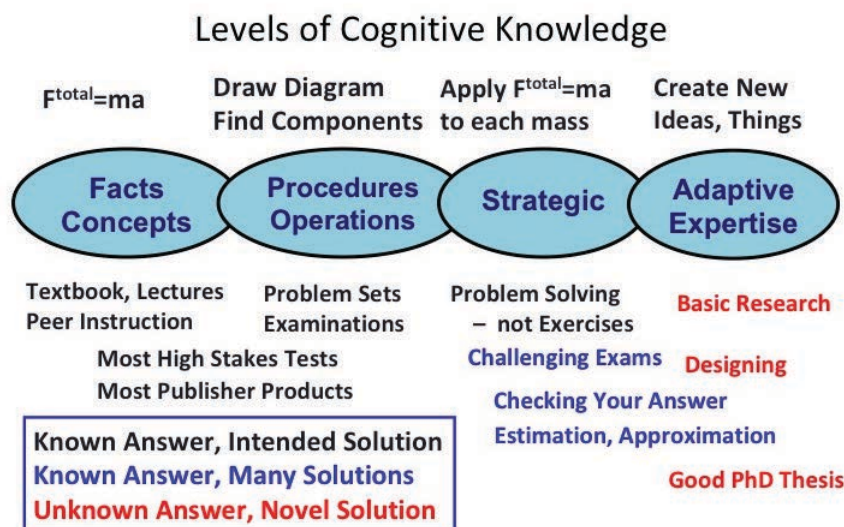 Levels of Cognitive Knowledge
F^total=ma
Draw Diagram
Find Components
Apply F^total=ma
to each mass
Create New
Ideas, Things
Facts
Concepts
Procedures
Operations
Strategic
Adaptive
Expertise
Textbook, Lectures
Peer Instruction
Problem Sets
Examinations
Problem Solving
– not Exercises
Basic Research
Most High Stakes Tests
Most Publisher Products
Challenging Exams
Designing
Checking Your Answer
Estimation, Approximation
Good PhD Thesis
Known Answer, Intended Solution
Known Answer, Many Solutions
Unknown Answer, Novel Solution